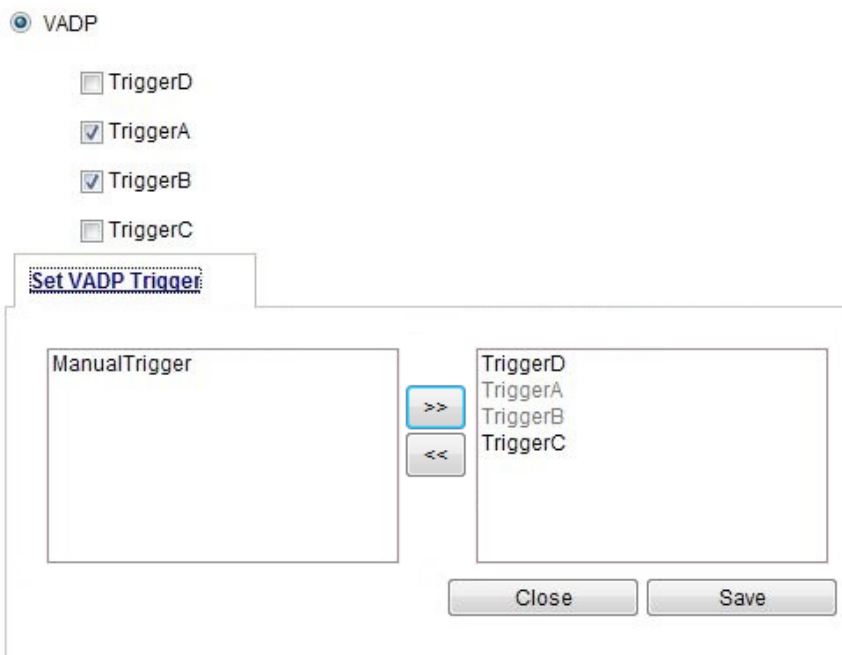 VADP
TriggerD
TriggerA
TriggerB
TriggerC
Set VADP Trigger
ManualTrigger
TriggerD
TriggerA
>>
TriggerB
TriggerC
<<
Close Save